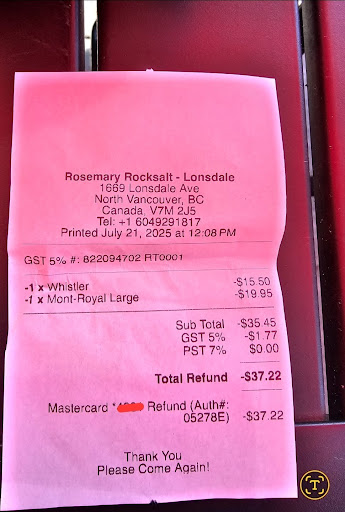 Rosemary Rocksalt - Lonsdale
1669 Lonsdale Ave
North Vancouver, BC
Canada, V7M 2J5
Tel: +1 6049291817
Printed July 21, 2025 at 12:08 PM
GST 5% #: 822094702 RT0001
-1 x Whistler -$15.50
-1 x Mont-Royal Large -$19.95
Sub Total -$35.45
GST 5% -$1.77
PST 7% $0.00
Total Refund -$37.22
Mastercard * Refund (Auth#:
05278E) -$37.22
Thank You
Please Come Again!
T